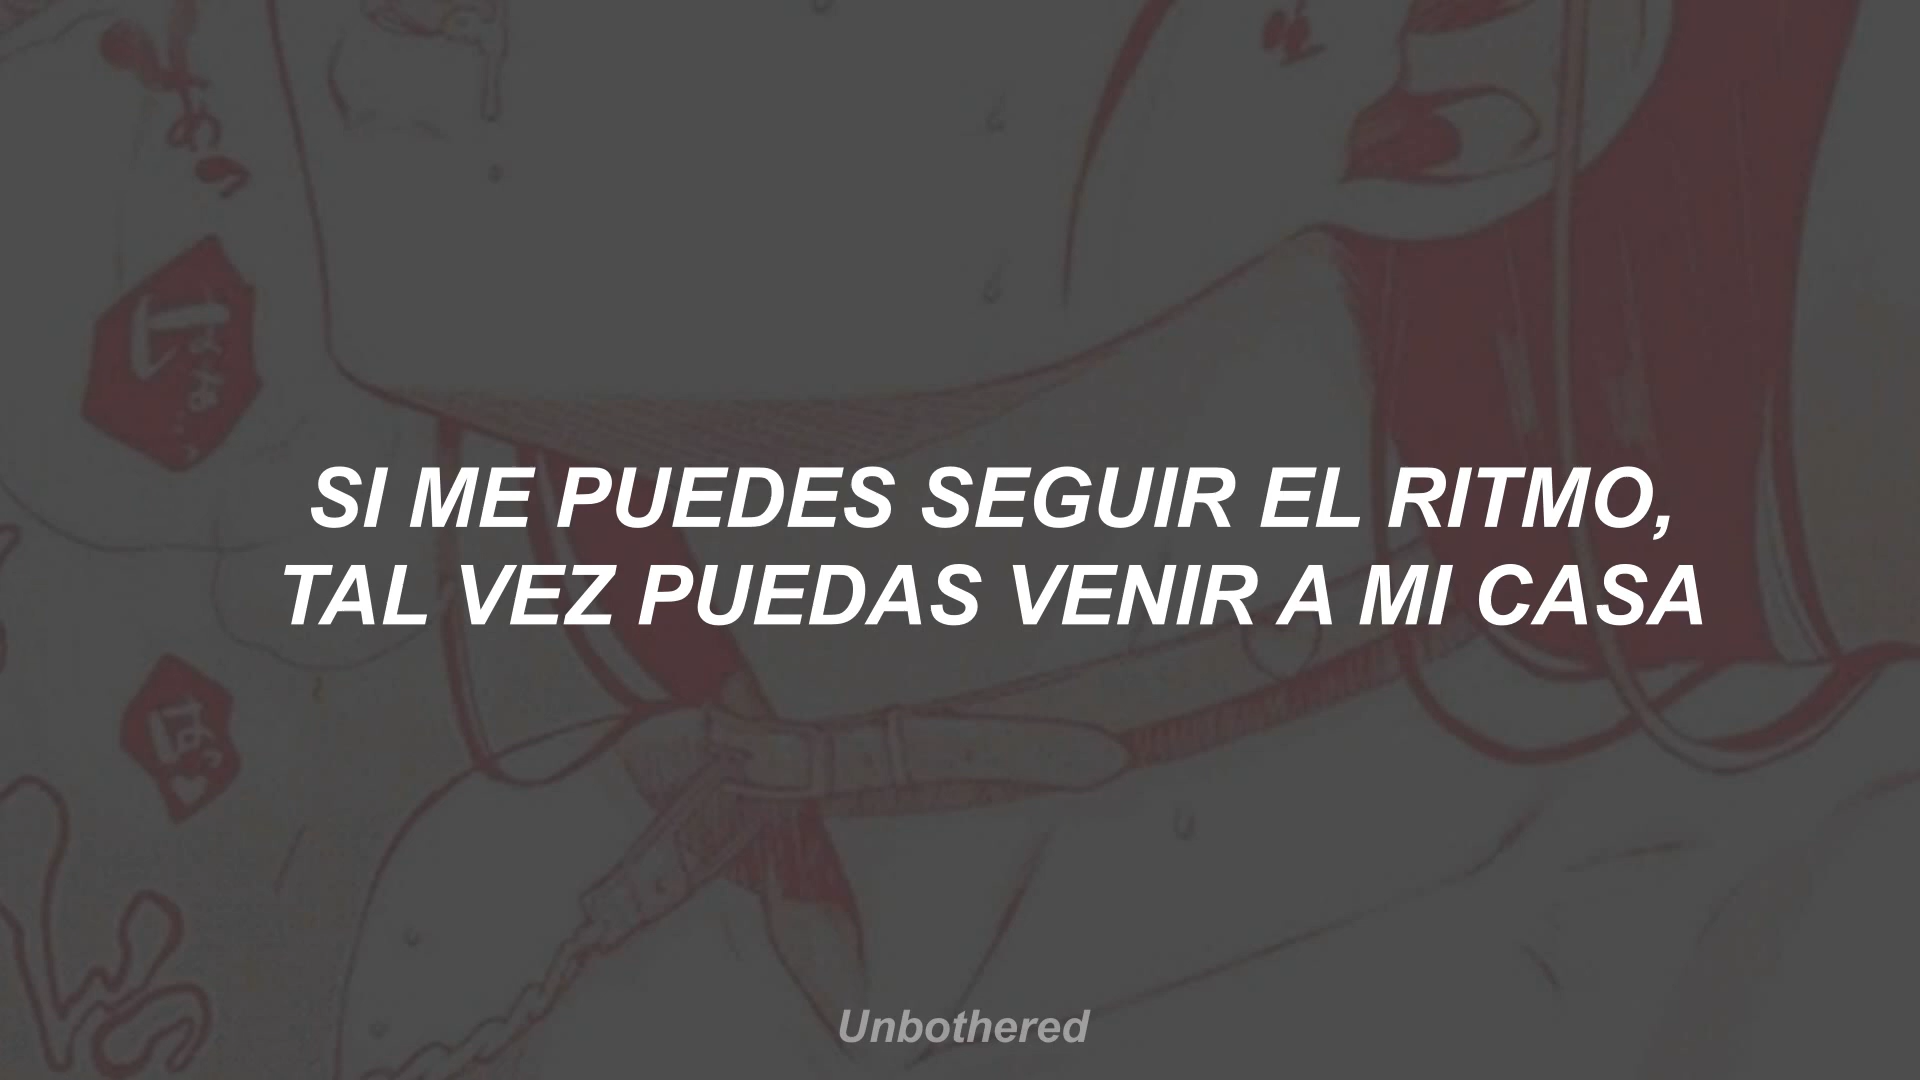 SI ME PUEDES SEGUIR EL RITMO,
TAL VEZ PUEDAS VENIR A MI CASA
Unbothered